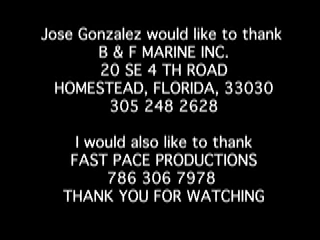 Jose Gonzalez would like to thank
B & F MARINE INC.
20 SE 4 TH ROAD
HOMESTEAD, FLORIDA, 33030
305 248 2628
I would also like to thank
FAST PACE PRODUCTIONS
786 306 7978
THANK YOU FOR WATCHING